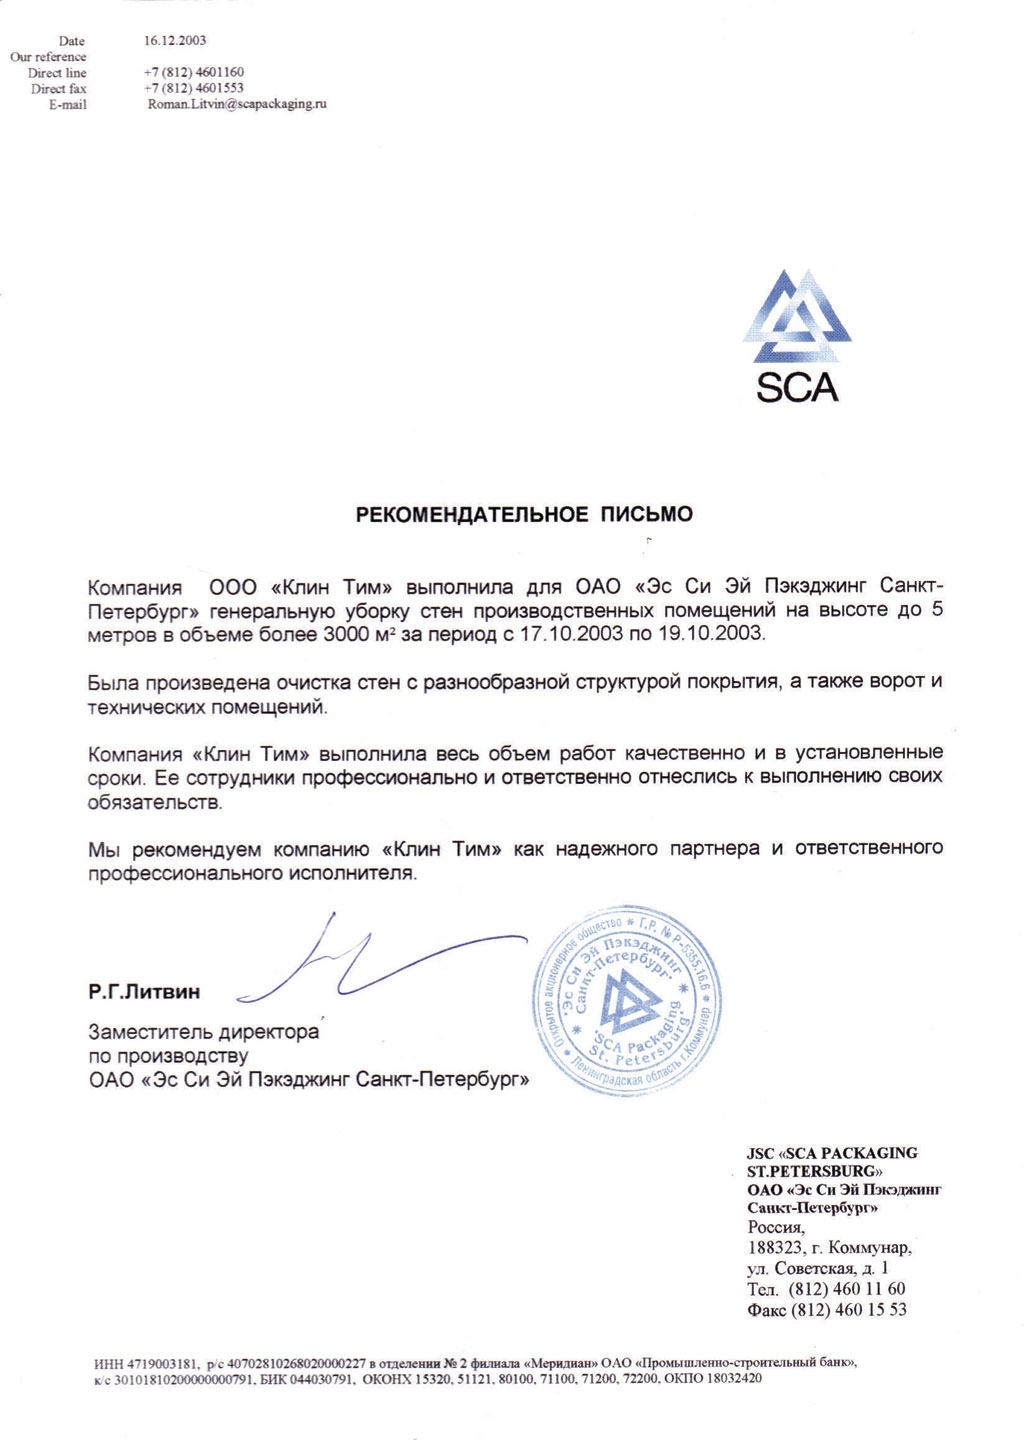 Date 16.12.2003
Our reference
Direct line +7 (812) 4601160
Direct fax +7 (812) 4601553
E-mail Roman.Litvin@scapackaging.ru
SCA
РЕКОМЕНДАТЕЛЬНОЕ ПИСЬМО
Компания ООО «Клин Тим» выполнила для ОАО «Эс Си Эй Пэкэджинг Санкт-
Петербург» генеральную уборку стен производственных помещений на высоте до 5
метров в объеме более 3000 м² за период с 17.10.2003 по 19.10.2003.
Была произведена очистка стен с разнообразной структурой покрытия, а также ворот и
технических помещений.
Компания «Клин Тим» выполнила весь объем работ качественно и в установленные
сроки. Ее сотрудники профессионально и ответственно отнеслись к выполнению своих
обязательств.
Мы рекомендуем компанию «Клин Тим» как надежного партнера и ответственного
профессионального исполнителя.
Р.Г.Литвин
Заместитель директора
по производству
ОАО «Эс Си Эй Пэкэджинг Санкт-Петербург»
Открытое акционерное общество * Г.Р. № Р-5355.16.6 * Ленинградская область г.Коммунар
"Эс Си Эй Пэкэджинг
Санкт-Петербург"
"SCA Packaging
St. Petersburg"
JSC «SCA PACKAGING
ST.PETERSBURG»
ОАО «Эс Си Эй Пэкэджинг
Санкт-Петербург»
Россия,
188323, г. Коммунар,
ул. Советская, д. 1
Тел. (812) 460 11 60
Факс (812) 460 15 53
ИНН 4719003181, р/с 40702810268020000227 в отделении № 2 филиала «Меридиан» ОАО «Промышленно-строительный банк»,
к/с 30101810200000000791, БИК 044030791, ОКОНХ 15320, 51121, 80100, 71100, 71200, 72200, ОКПО 18032420